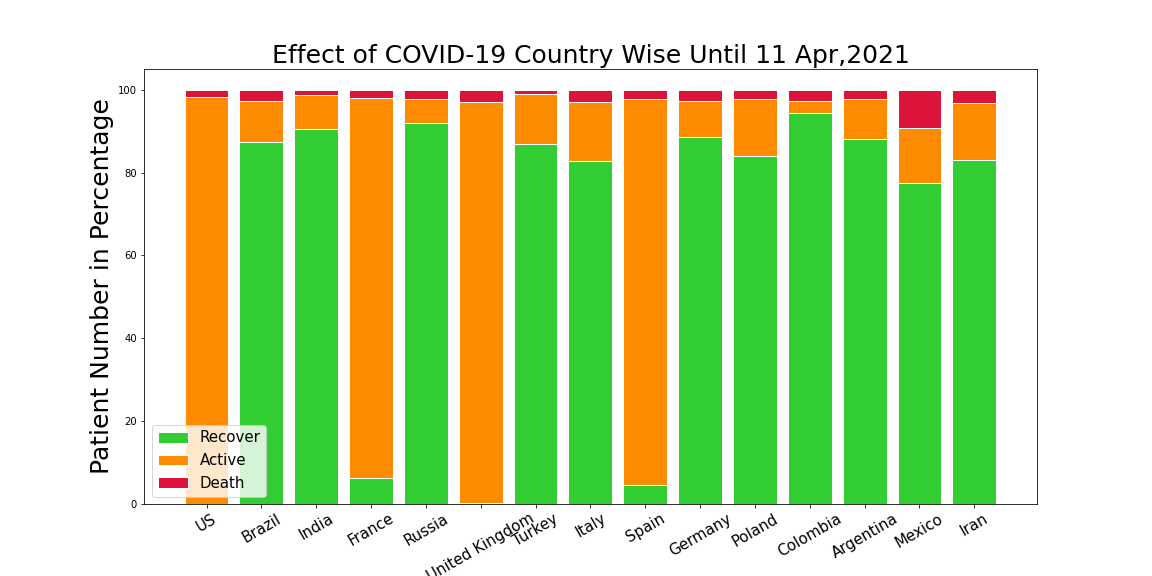 Effect of COVID-19 Country Wise Until 11 Apr,2021
Patient Number in Percentage
100
80
60
40
20
0
Recover
Active
Death
US
Brazil
India
France
Russia
United Kingdom
Turkey
Italy
Spain
Germany
Poland
Colombia
Argentina
Mexico
Iran